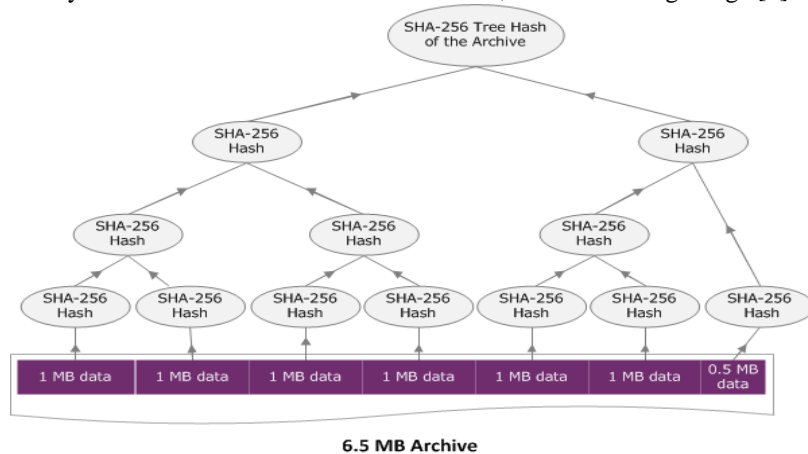 SHA-256 Tree Hash
of the Archive
SHA-256
Hash
SHA-256
Hash
SHA-256
Hash
SHA-256
Hash
SHA-256
Hash
SHA-256
Hash
SHA-256
Hash
SHA-256
Hash
SHA-256
Hash
SHA-256
Hash
SHA-256
Hash
SHA-256
Hash
1 MB data
1 MB data
1 MB data
1 MB data
1 MB data
1 MB data
0.5 MB
data
6.5 MB Archive